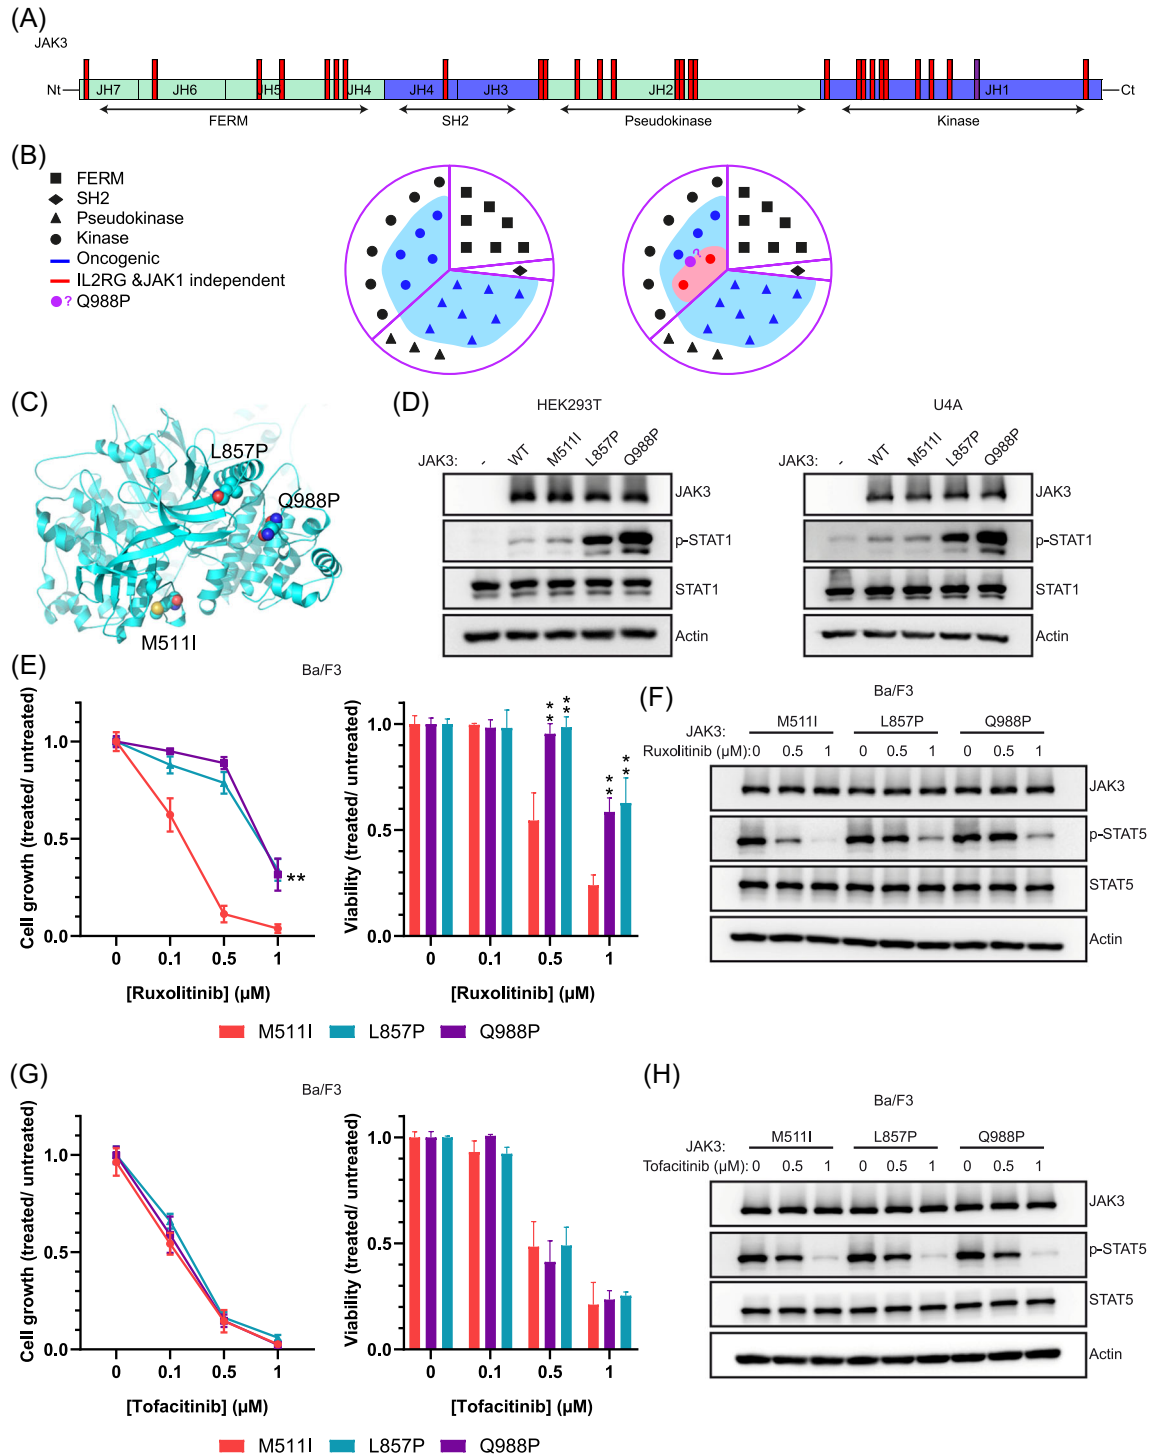 (A)
JAK3
Nt
JH7
JH6
JH5
JH4
JH4
JH3
JH2
JH1
Ct
FERM
SH2
Pseudokinase
Kinase
(B)
FERM
SH2
Pseudokinase
Kinase
Oncogenic
IL2RG &JAK1 independent
? Q988P
?
(C)
L857P
Q988P
M511I
(D)
HEK293T
JAK3: - WT M511I L857P Q988P
JAK3
p-STAT1
STAT1
Actin
U4A
JAK3: - WT M511I L857P Q988P
JAK3
p-STAT1
STAT1
Actin
(E)
Ba/F3
Cell growth (treated/ untreated)
1.0
0.5
0.0
0 0.1 0.5 1
**
[Ruxolitinib] (µM)
Viability (treated/ untreated)
1.0
0.5
0.0
** ** ** **
0 0.1 0.5 1
[Ruxolitinib] (µM)
M511I L857P Q988P
(F)
Ba/F3
JAK3: M511I L857P Q988P
Ruxolitinib (µM): 0 0.5 1 0 0.5 1 0 0.5 1
JAK3
p-STAT5
STAT5
Actin
(G)
Ba/F3
Cell growth (treated/ untreated)
1.0
0.5
0.0
0 0.1 0.5 1
[Tofacitinib] (µM)
Viability (treated/ untreated)
1.0
0.5
0.0
0 0.1 0.5 1
[Tofacitinib] (µM)
M511I L857P Q988P
(H)
Ba/F3
JAK3: M511I L857P Q988P
Tofacitinib (µM): 0 0.5 1 0 0.5 1 0 0.5 1
JAK3
p-STAT5
STAT5
Actin